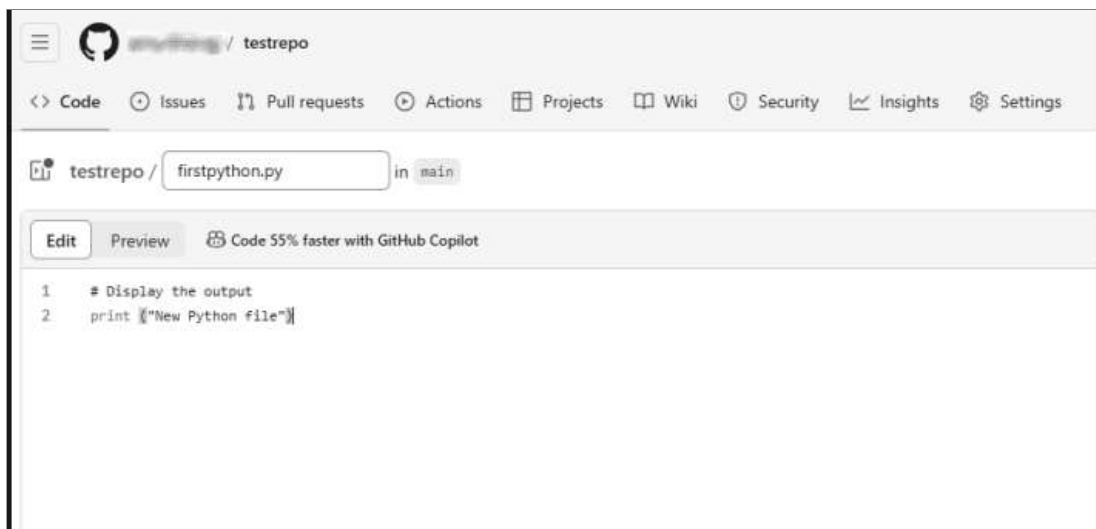 / testrepo
<> Code Issues Pull requests Actions Projects Wiki Security Insights Settings
testrepo / firstpython.py in main
Edit Preview Code 55% faster with GitHub Copilot
1 # Display the output
2 print ("New Python file")